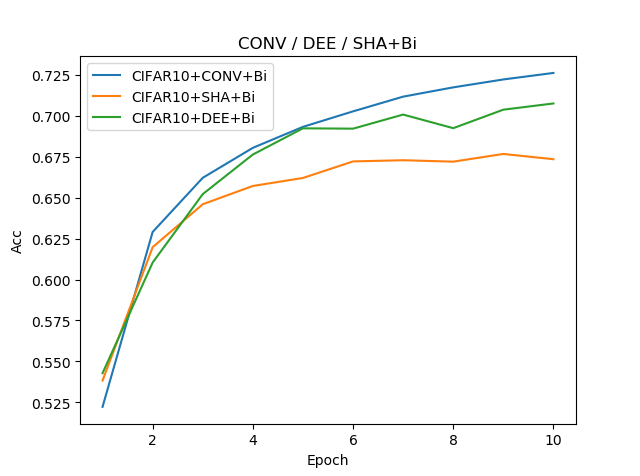 CONV / DEE / SHA+Bi
CIFAR10+CONV+Bi
CIFAR10+SHA+Bi
CIFAR10+DEE+Bi
0.725
0.700
0.675
0.650
0.625
0.600
0.575
0.550
0.525
Acc
2 4 6 8 10
Epoch